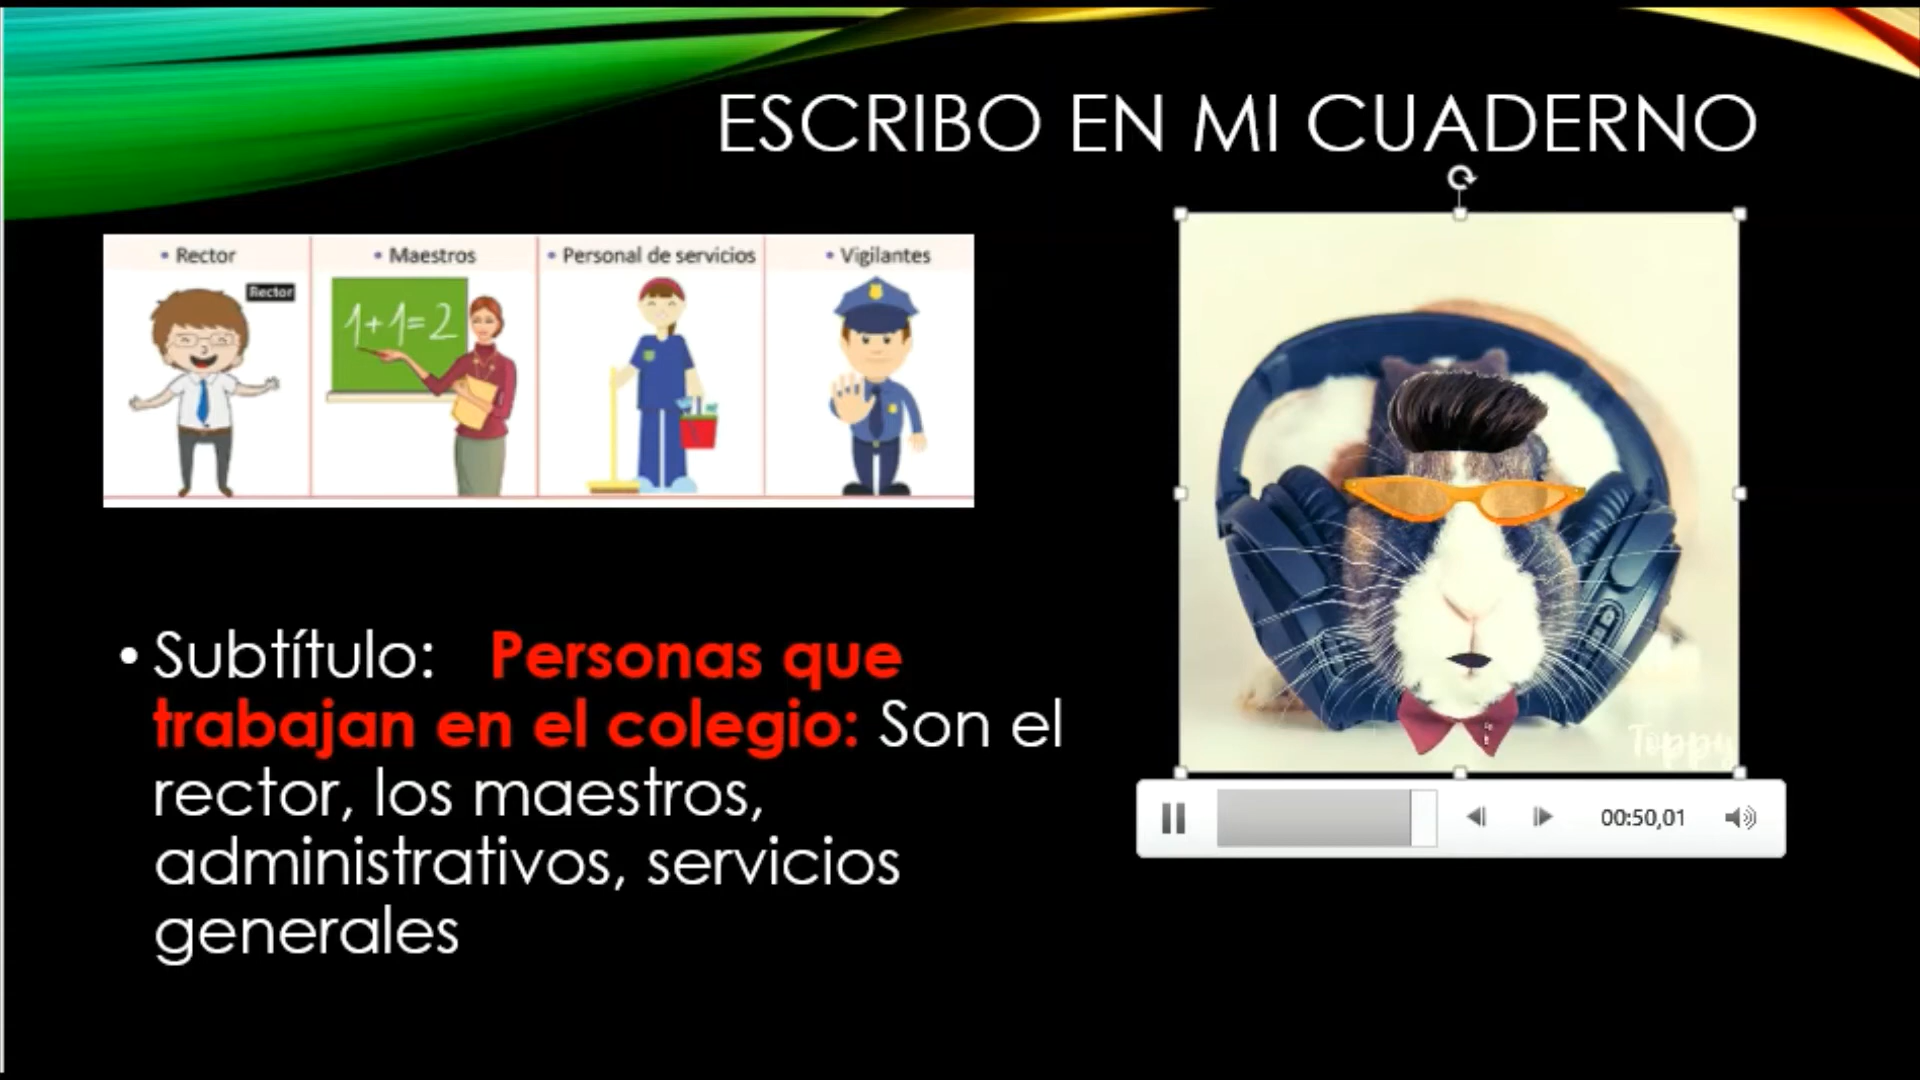 ESCRIBO EN MI CUADERNO
• Rector
• Maestros
• Personal de servicios
• Vigilantes
Rector
1+1=2
• Subtítulo: Personas que
trabajan en el colegio: Son el
rector, los maestros,
administrativos, servicios
generales
Toppy
00:50,01